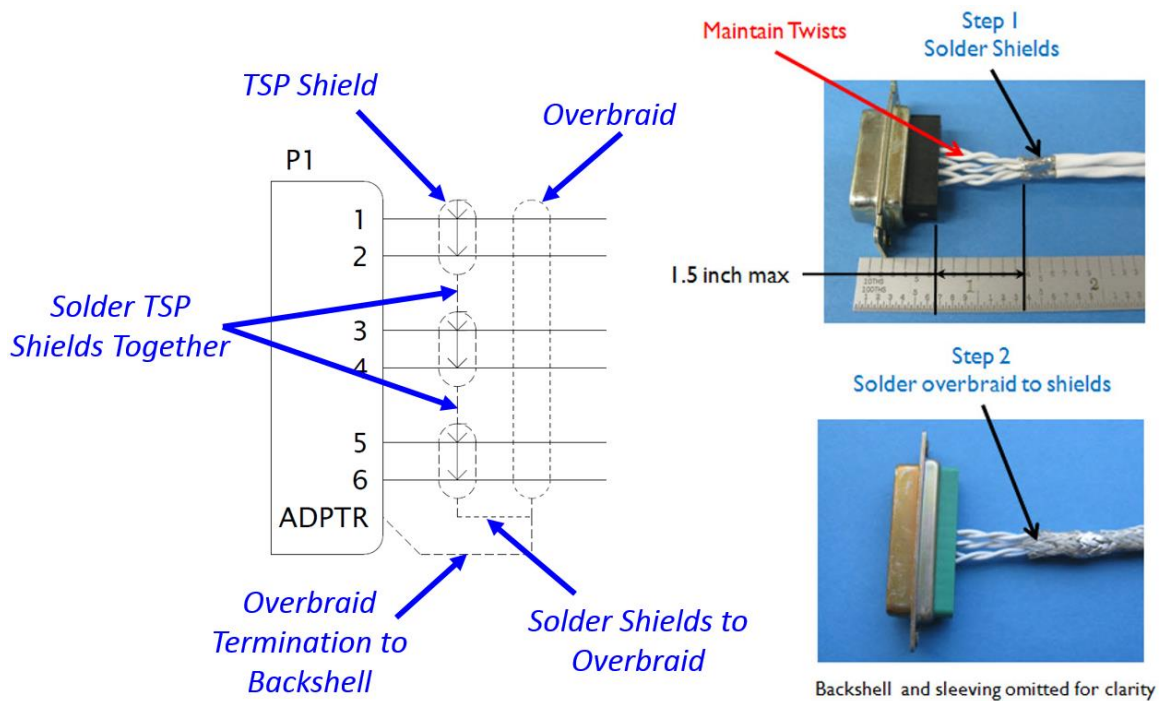 TSP Shield
Overbraid
P1
1
2
3
4
5
6
ADPTR
Solder TSP
Shields Together
Overbraid
Termination to
Backshell
Solder Shields to
Overbraid
Maintain Twists
Step 1
Solder Shields
1.5 inch max
1
2
Step 2
Solder overbraid to shields
Backshell and sleeving omitted for clarity